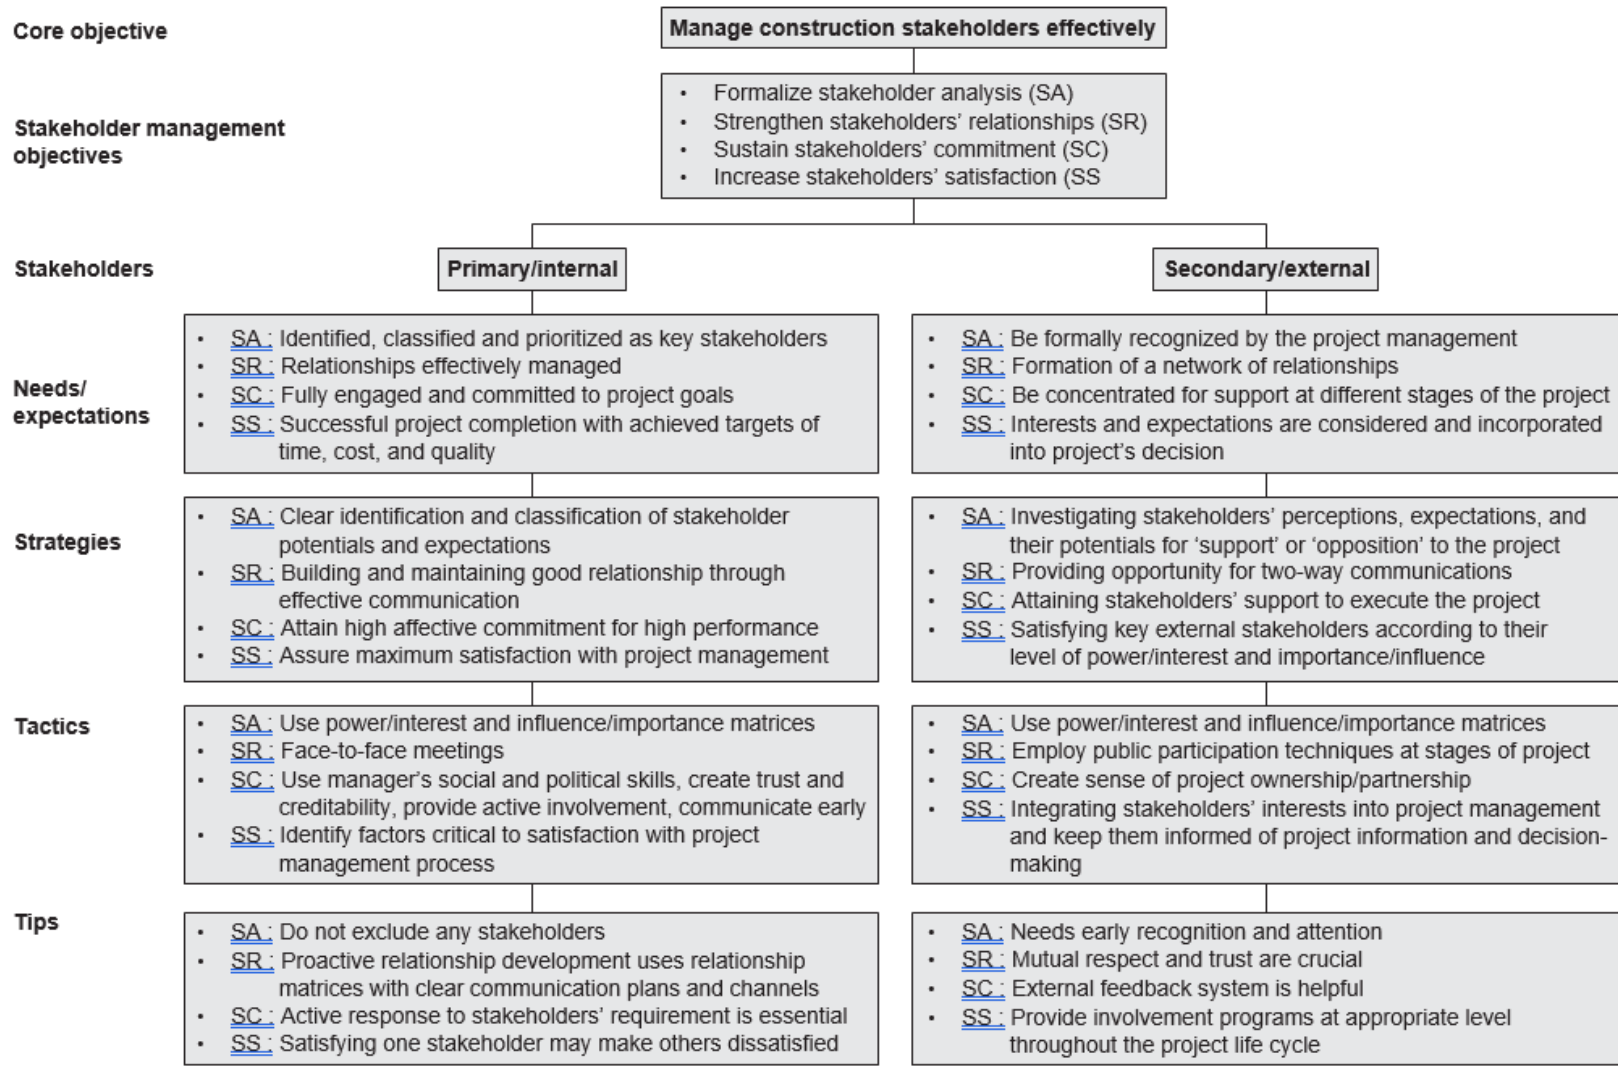 Core objective
Manage construction stakeholders effectively
Stakeholder management
objectives
• Formalize stakeholder analysis (SA)
• Strengthen stakeholders’ relationships (SR)
• Sustain stakeholders’ commitment (SC)
• Increase stakeholders’ satisfaction (SS
Stakeholders
Primary/internal
Secondary/external
Needs/
expectations
• SA : Identified, classified and prioritized as key stakeholders
• SR : Relationships effectively managed
• SC : Fully engaged and committed to project goals
• SS : Successful project completion with achieved targets of
time, cost, and quality
• SA : Be formally recognized by the project management
• SR : Formation of a network of relationships
• SC : Be concentrated for support at different stages of the project
• SS : Interests and expectations are considered and incorporated
into project’s decision
Strategies
• SA : Clear identification and classification of stakeholder
potentials and expectations
• SR : Building and maintaining good relationship through
effective communication
• SC : Attain high affective commitment for high performance
• SS : Assure maximum satisfaction with project management
• SA : Investigating stakeholders’ perceptions, expectations, and
their potentials for ‘support’ or ‘opposition’ to the project
• SR : Providing opportunity for two-way communications
• SC : Attaining stakeholders’ support to execute the project
• SS : Satisfying key external stakeholders according to their
level of power/interest and importance/influence
Tactics
• SA : Use power/interest and influence/importance matrices
• SR : Face-to-face meetings
• SC : Use manager’s social and political skills, create trust and
creditability, provide active involvement, communicate early
• SS : Identify factors critical to satisfaction with project
management process
• SA : Use power/interest and influence/importance matrices
• SR : Employ public participation techniques at stages of project
• SC : Create sense of project ownership/partnership
• SS : Integrating stakeholders’ interests into project management
and keep them informed of project information and decision-
making
Tips
• SA : Do not exclude any stakeholders
• SR : Proactive relationship development uses relationship
matrices with clear communication plans and channels
• SC : Active response to stakeholders’ requirement is essential
• SS : Satisfying one stakeholder may make others dissatisfied
• SA : Needs early recognition and attention
• SR : Mutual respect and trust are crucial
• SC : External feedback system is helpful
• SS : Provide involvement programs at appropriate level
throughout the project life cycle